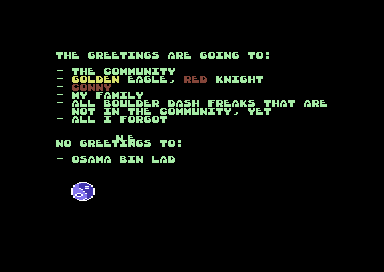 THE GREETINGS ARE GOING TO:
- THE COMMUNITY
- GOLDEN EAGLE, RED KNIGHT
- CONNY
- MY FAMILY
- ALL BOULDER DASH FREAKS THAT ARE
NOT IN THE COMMUNITY, YET
- ALL I FORGOT
N E
NO GREETINGS TO:
- OSAMA BIN LAD